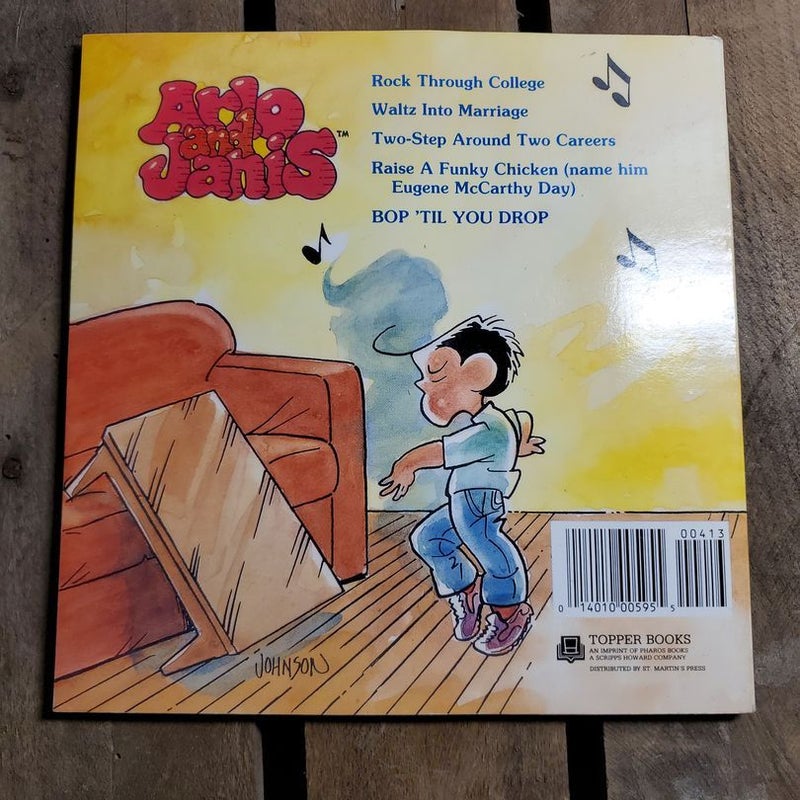 Arlo
and
Janis™
Rock Through College
Waltz Into Marriage
Two-Step Around Two Careers
Raise A Funky Chicken (name him
Eugene McCarthy Day)
BOP 'TIL YOU DROP
JOHNSON
00413
0 14010 00595 5
TOPPER BOOKS
AN IMPRINT OF PHAROS BOOKS
A SCRIPPS HOWARD COMPANY
DISTRIBUTED BY ST. MARTIN'S PRESS